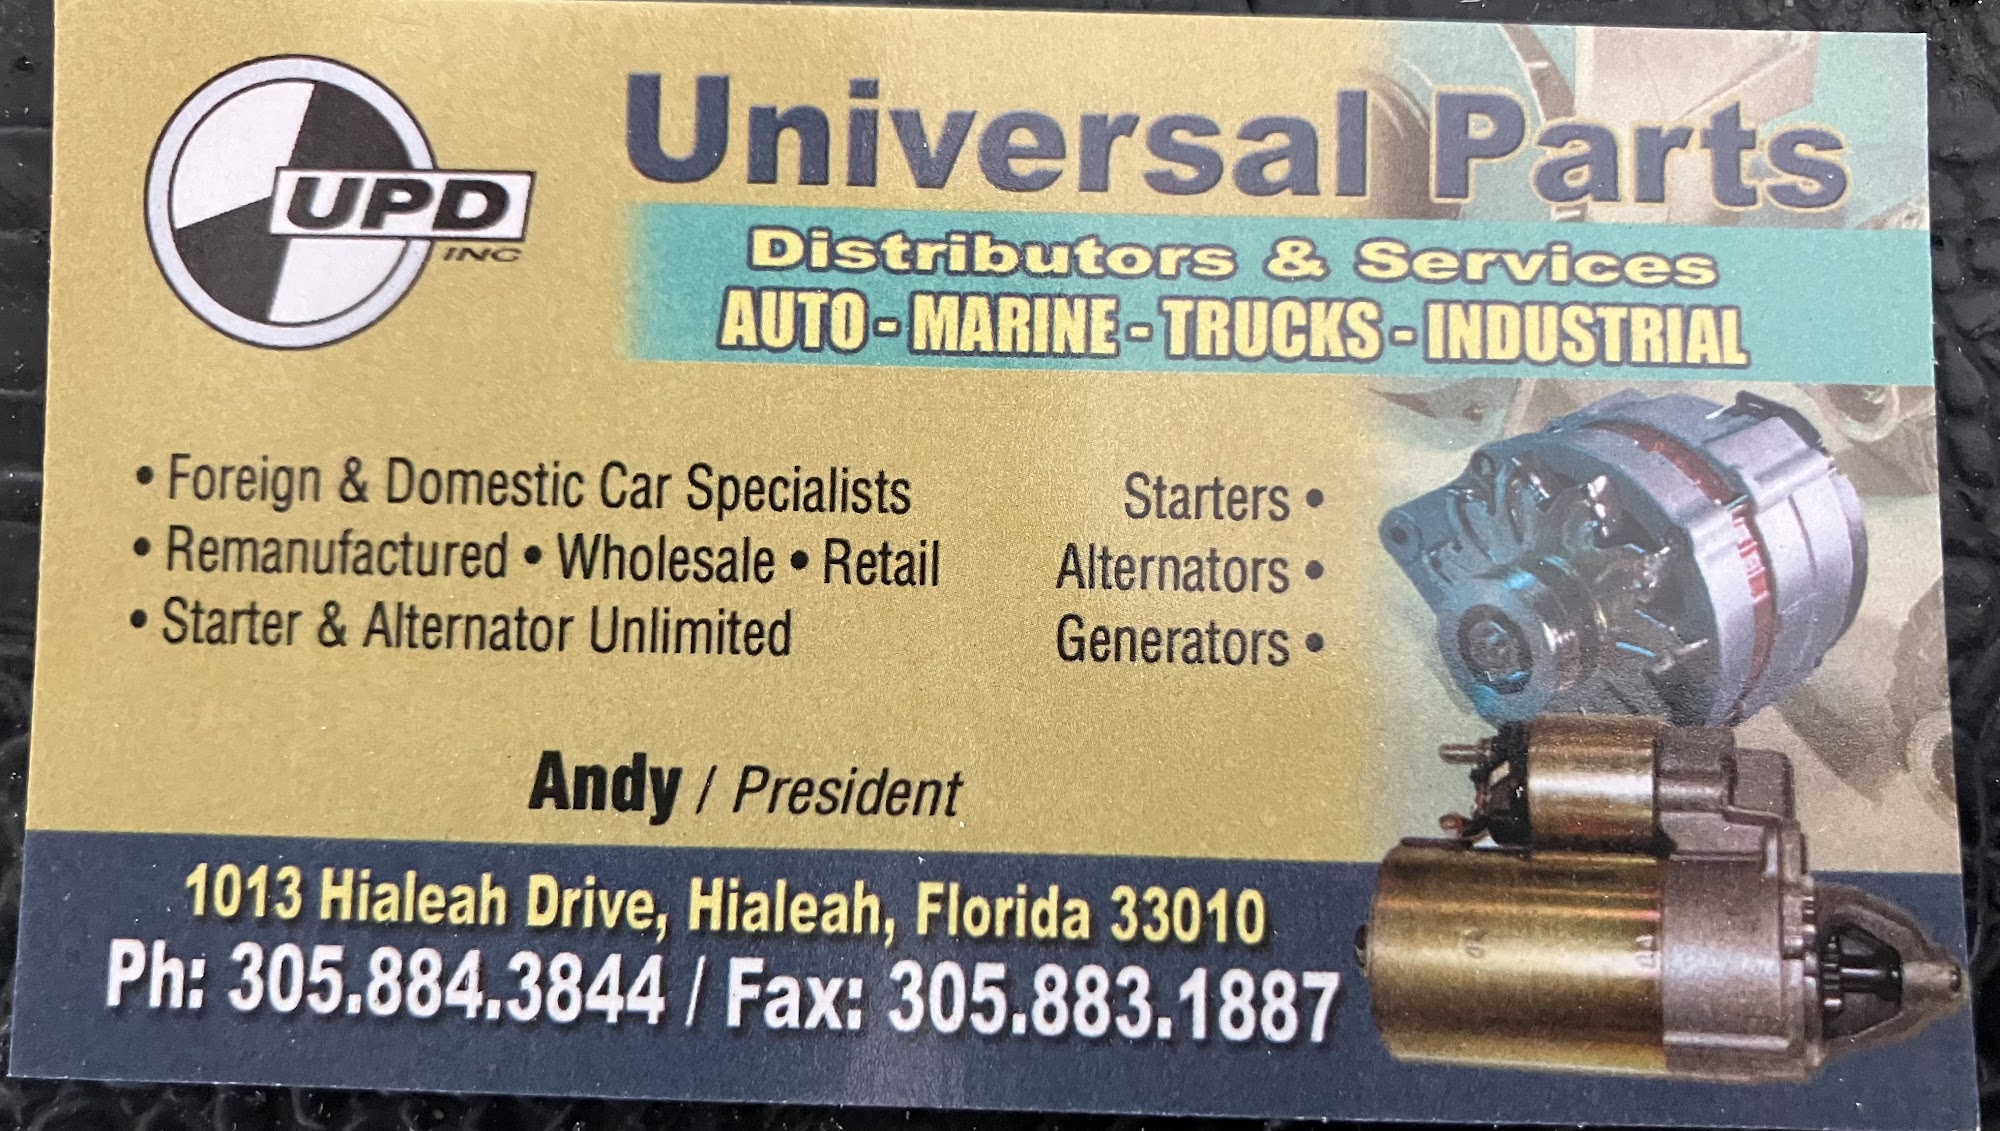 UPD
INC
Universal Parts
Distributors & Services
AUTO - MARINE - TRUCKS - INDUSTRIAL
• Foreign & Domestic Car Specialists
• Remanufactured • Wholesale • Retail
• Starter & Alternator Unlimited
Starters •
Alternators •
Generators •
Andy / President
1013 Hialeah Drive, Hialeah, Florida 33010
Ph: 305.884.3844 / Fax: 305.883.1887